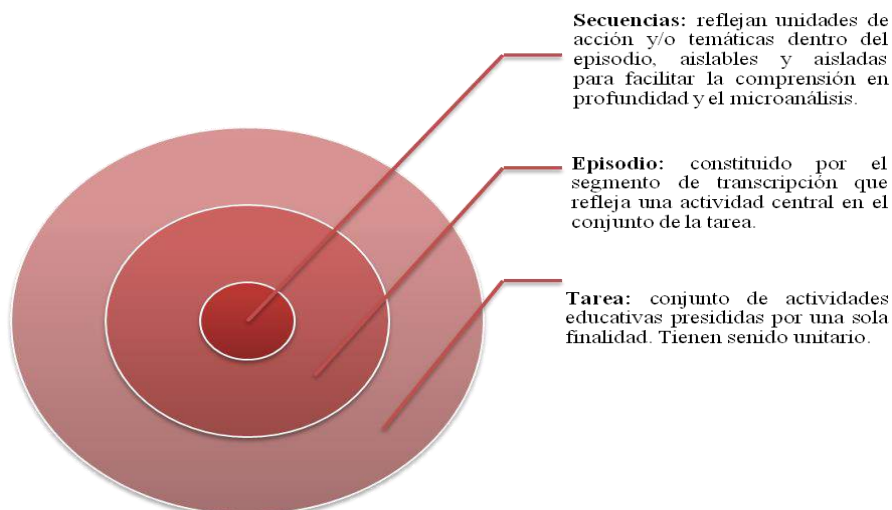 Secuencias: reflejan unidades de
acción y/o temáticas dentro del
episodio, aislables y aisladas
para facilitar la comprensión en
profundidad y el microanálisis.
Episodio: constituido por el
segmento de transcripción que
refleja una actividad central en el
conjunto de la tarea.
Tarea: conjunto de actividades
educativas presididas por una sola
finalidad. Tienen senido unitario.